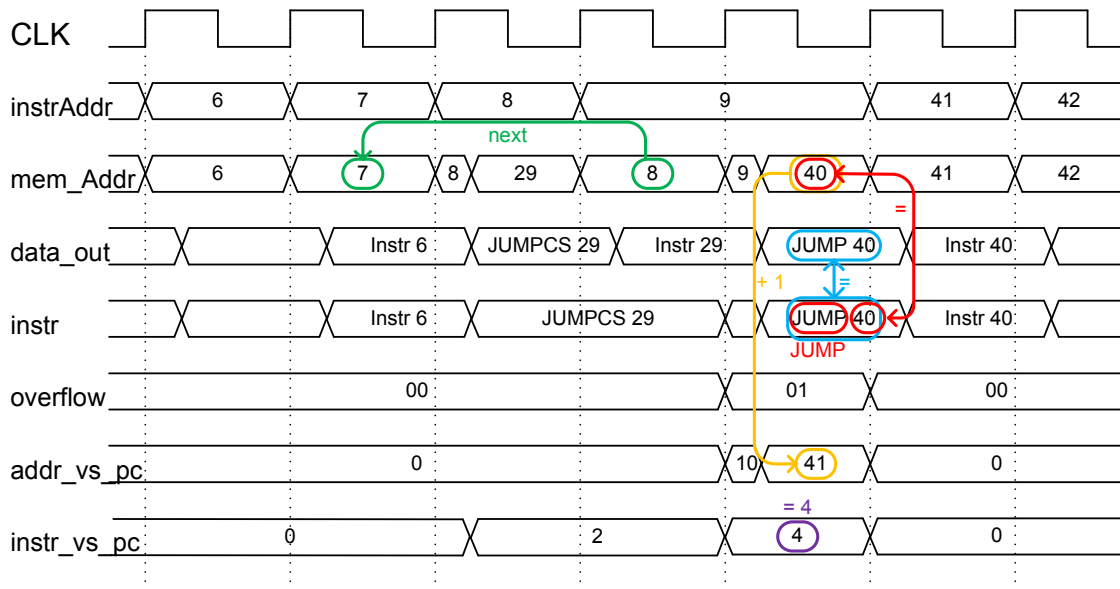 CLK
instrAddr 6 7 8 9 41 42
next
mem_Addr 6 7 8 29 8 9 40 41 42
=
data_out Instr 6 JUMPCS 29 Instr 29 JUMP 40 Instr 40
+ 1 =
instr Instr 6 JUMPCS 29 JUMP 40 Instr 40
JUMP
overflow 00 01 00
addr_vs_pc 0 10 41 0
= 4
instr_vs_pc 0 2 4 0